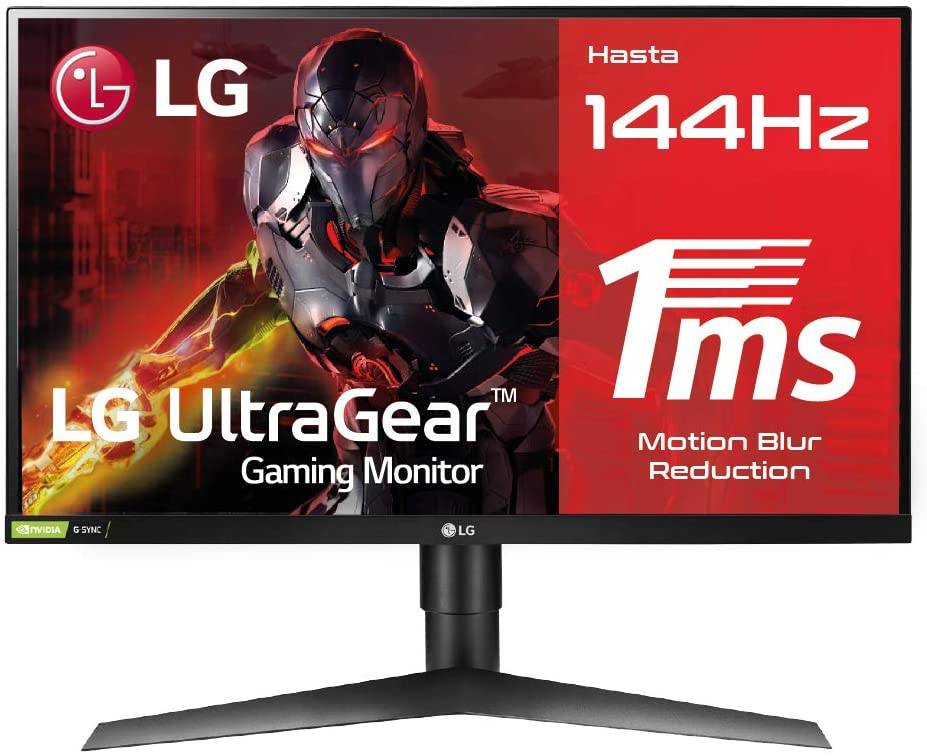 LG
Hasta
144Hz
1ms
Motion Blur
Reduction
LG UltraGear™
Gaming Monitor
NVIDIA G-SYNC
LG